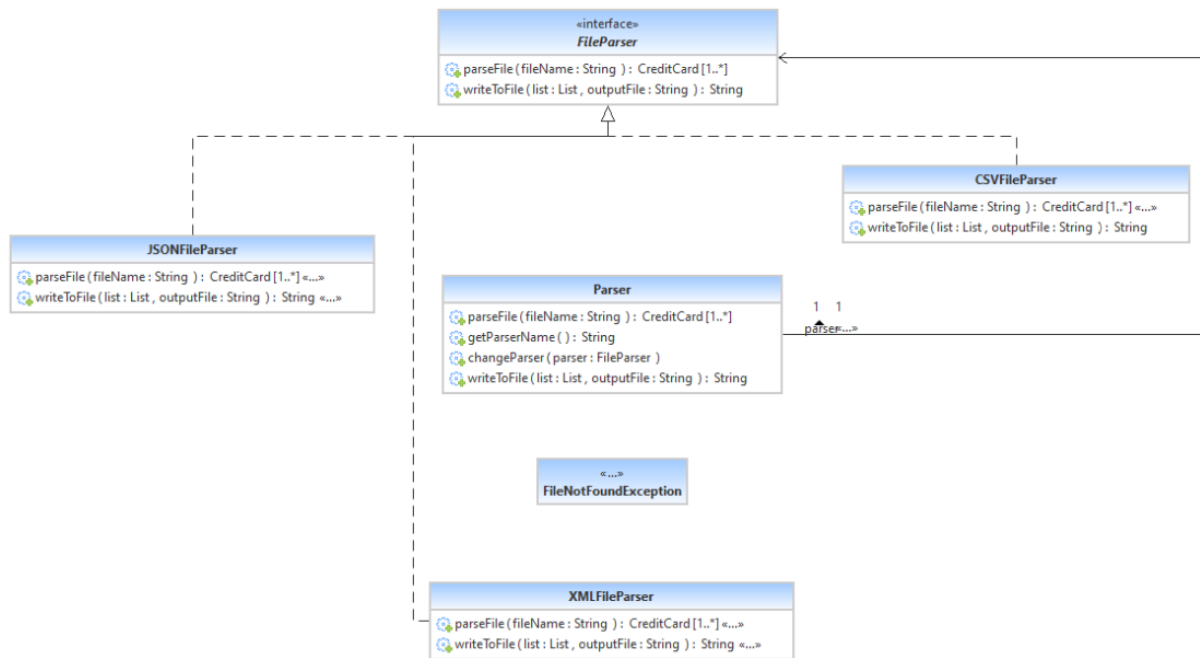 «interface»
FileParser
parseFile ( fileName : String ) : CreditCard [1..*]
writeToFile ( list : List , outputFile : String ) : String
CSVFileParser
parseFile ( fileName : String ) : CreditCard [1..*] «...»
writeToFile ( list : List , outputFile : String ) : String
JSONFileParser
parseFile ( fileName : String ) : CreditCard [1..*] «...»
writeToFile ( list : List , outputFile : String ) : String «...»
Parser
parseFile ( fileName : String ) : CreditCard [1..*]
getParserName ( ) : String
changeParser ( parser : FileParser )
writeToFile ( list : List , outputFile : String ) : String
1 1
parser «...»
«...»
FileNotFoundException
XMLFileParser
parseFile ( fileName : String ) : CreditCard [1..*] «...»
writeToFile ( list : List , outputFile : String ) : String «...»